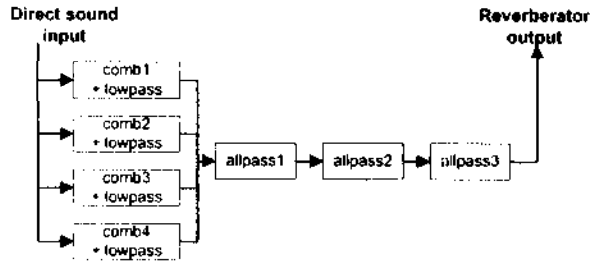 Direct sound
input
Reverberator
output
comb1
+ lowpass
comb2
+ lowpass
comb3
+ lowpass
comb4
+ lowpass
allpass1
allpass2
allpass3